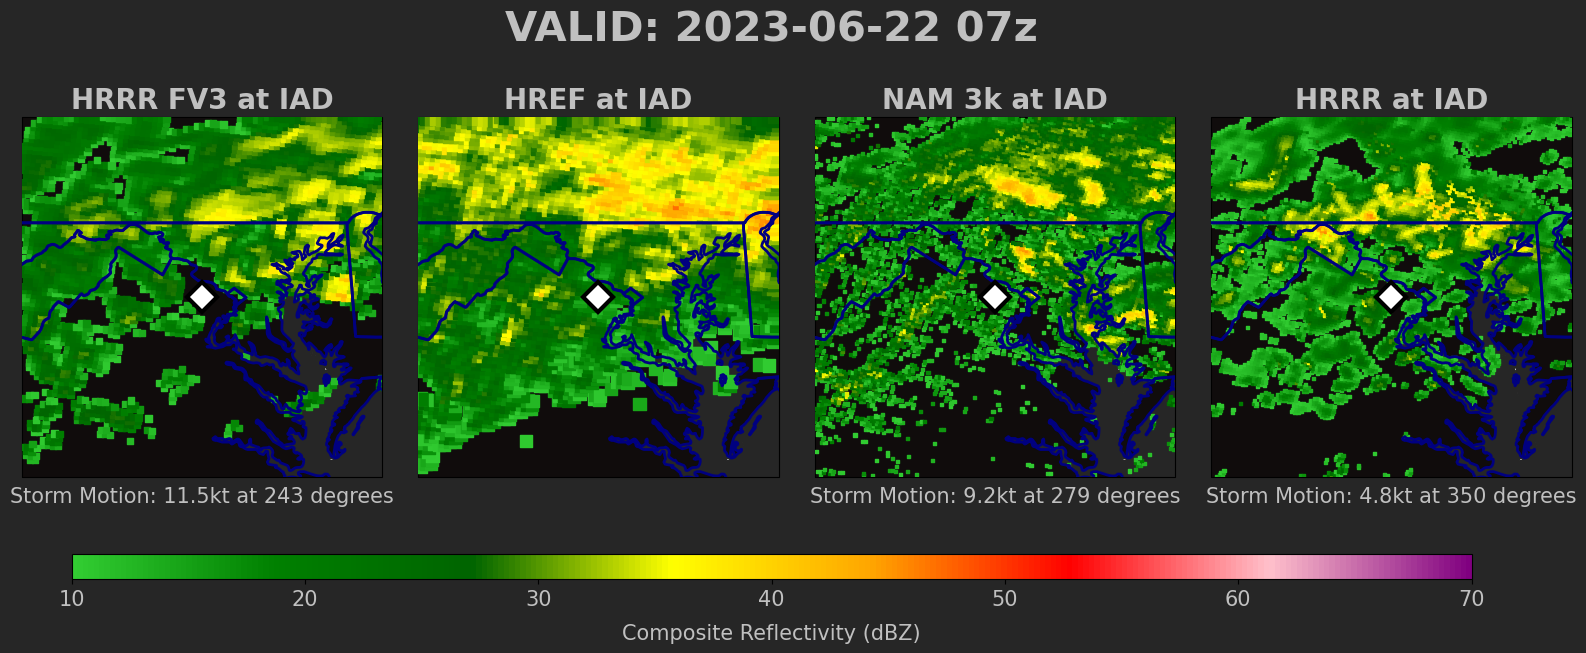 VALID: 2023-06-22 07z
HRRR FV3 at IAD
HREF at IAD
NAM 3k at IAD
HRRR at IAD
Storm Motion: 11.5kt at 243 degrees
Storm Motion: 9.2kt at 279 degrees
Storm Motion: 4.8kt at 350 degrees
10 20 30 40 50 60 70
Composite Reflectivity (dBZ)